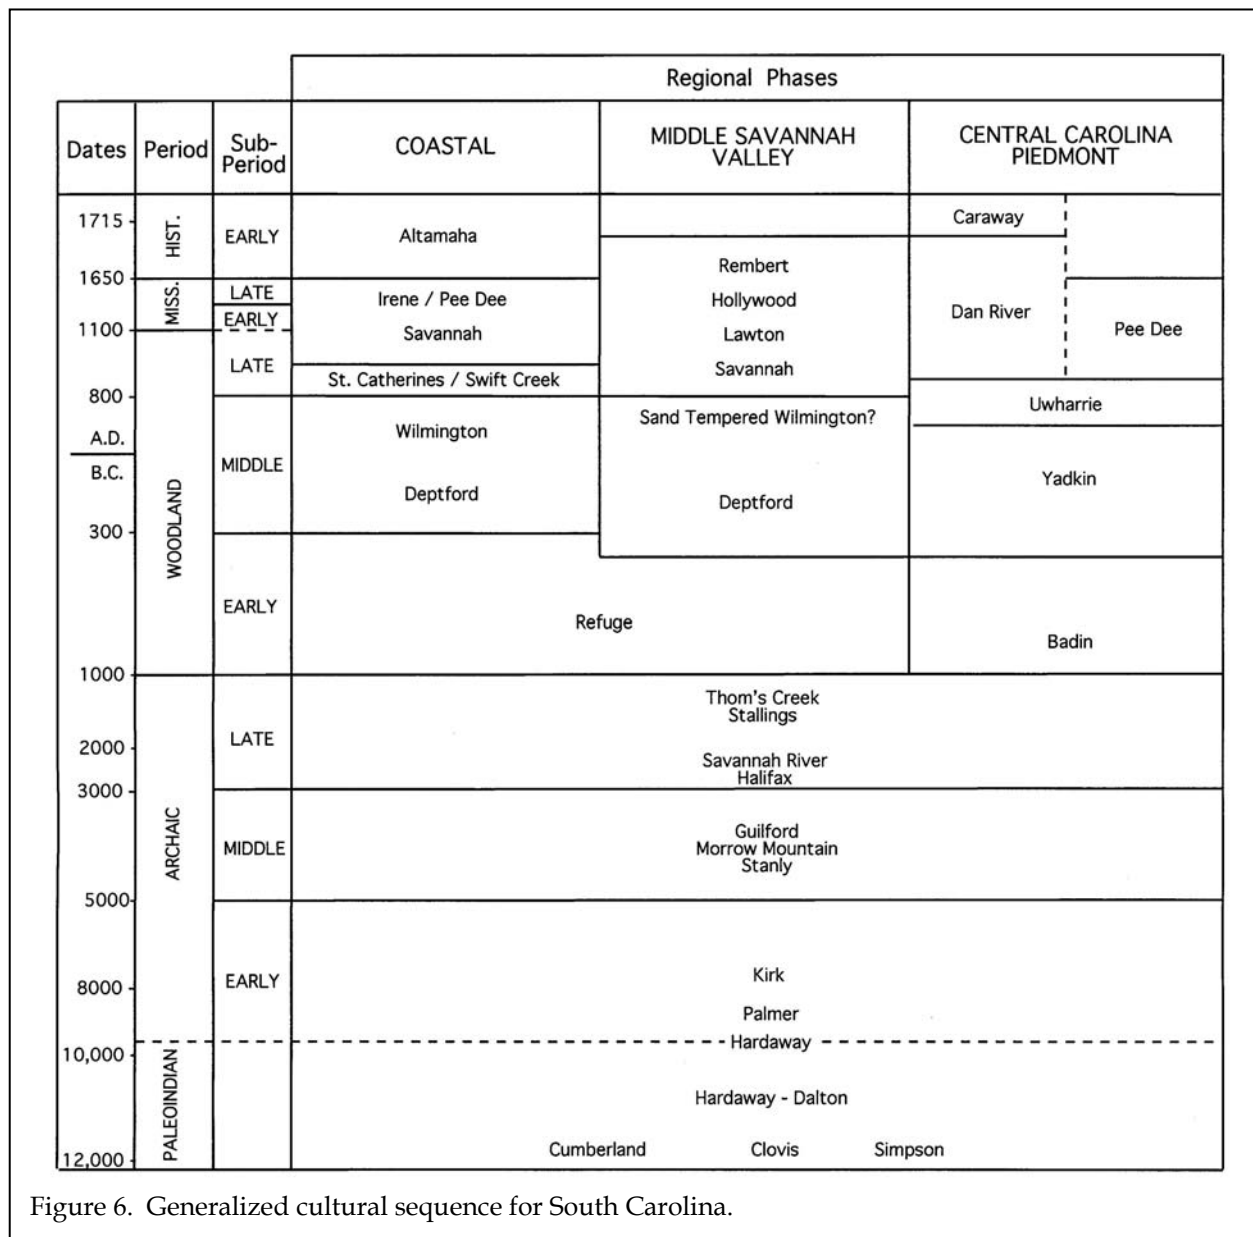 Regional Phases
Dates
Period
Sub-
Period
COASTAL
MIDDLE SAVANNAH
VALLEY
CENTRAL CAROLINA
PIEDMONT
1715
1650
1100
800
A.D.
B.C.
300
1000
2000
3000
5000
8000
10,000
12,000
HIST.
MISS.
WOODLAND
ARCHAIC
PALEOINDIAN
EARLY
LATE
EARLY
LATE
MIDDLE
EARLY
LATE
MIDDLE
EARLY
Altamaha
Irene / Pee Dee
Savannah
St. Catherines / Swift Creek
Wilmington
Deptford
Rembert
Hollywood
Lawton
Savannah
Sand Tempered Wilmington?
Deptford
Caraway
Dan River
Pee Dee
Uwharrie
Yadkin
Refuge
Badin
Thom's Creek
Stallings
Savannah River
Halifax
Guilford
Morrow Mountain
Stanly
Kirk
Palmer
Hardaway
Hardaway - Dalton
Cumberland
Clovis
Simpson
Figure 6. Generalized cultural sequence for South Carolina.